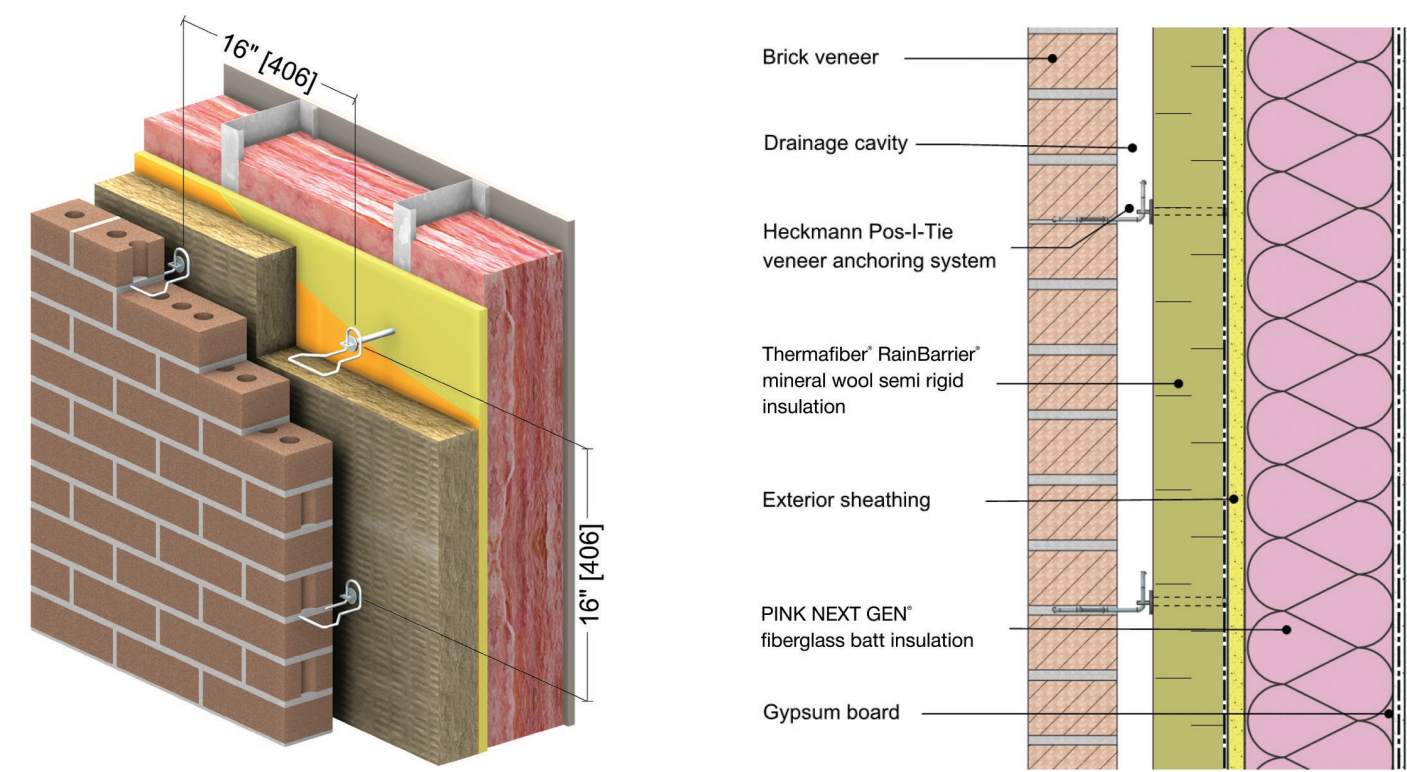 16" [406]
16" [406]
Brick veneer
Drainage cavity
Heckmann Pos-I-Tie
veneer anchoring system
Thermafiber® RainBarrier®
mineral wool semi rigid
insulation
Exterior sheathing
PINK NEXT GEN®
fiberglass batt insulation
Gypsum board